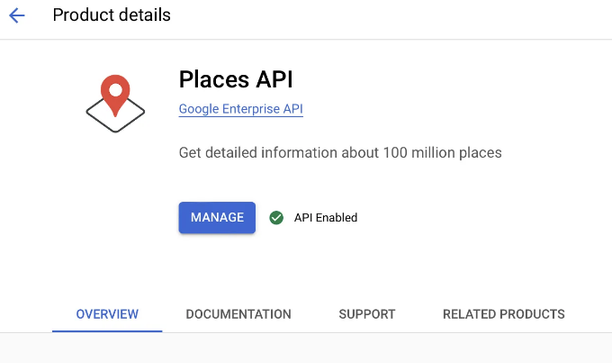 Product details
Places API
Google Enterprise API
Get detailed information about 100 million places
MANAGE API Enabled
OVERVIEW DOCUMENTATION SUPPORT RELATED PRODUCTS